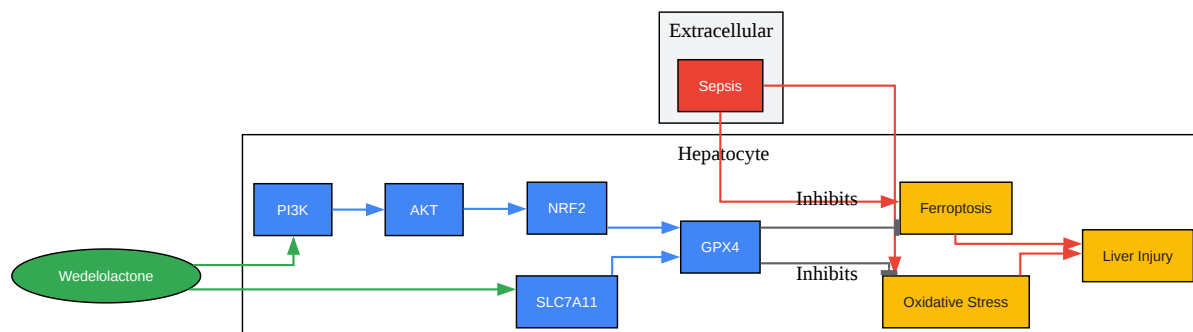 Extracellular
Sepsis
Hepatocyte
PI3K
AKT
NRF2
Inhibits
Ferroptosis
GPX4
Liver Injury
Wedelolactone
Inhibits
SLC7A11
Oxidative Stress